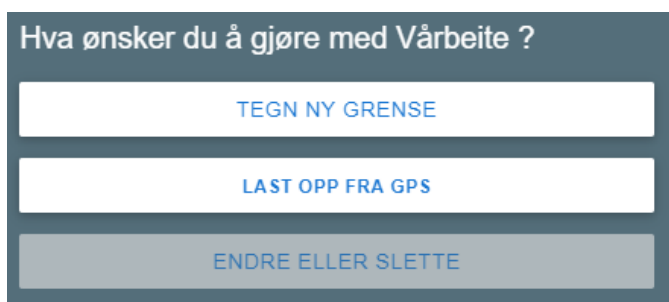 Hva ønsker du å gjøre med Vårbeite ?
TEGN NY GRENSE
LAST OPP FRA GPS
ENDRE ELLER SLETTE